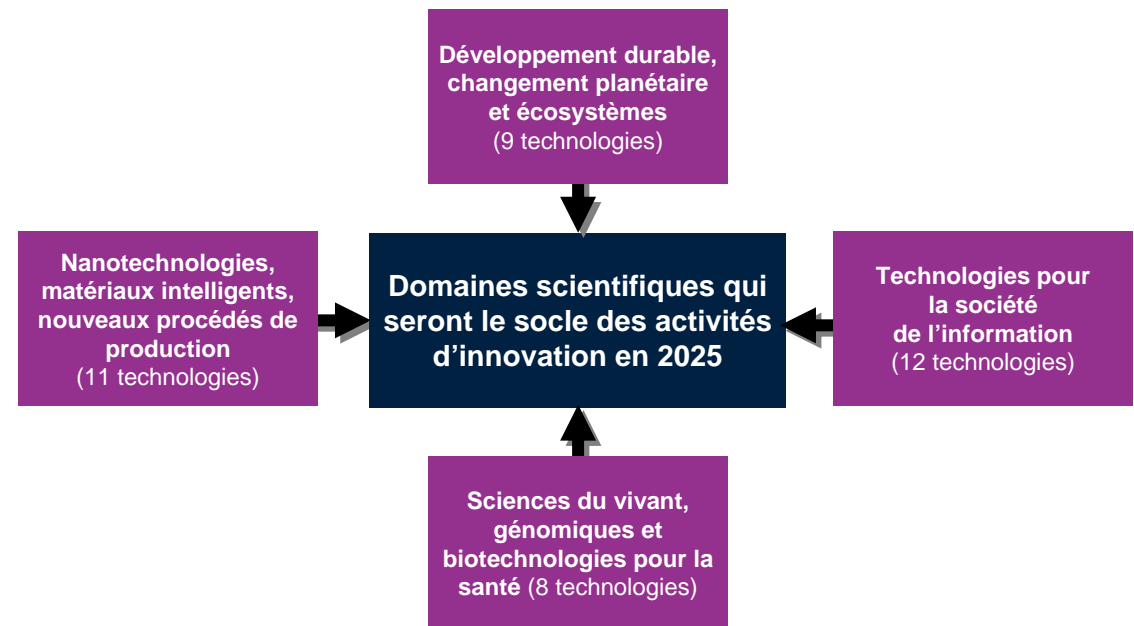 Développement durable,
changement planétaire
et écosystèmes
(9 technologies)
Nanotechnologies,
matériaux intelligents,
nouveaux procédés de
production
(11 technologies)
Domaines scientifiques qui
seront le socle des activités
d’innovation en 2025
Technologies pour
la société
de l’information
(12 technologies)
Sciences du vivant,
génomiques et
biotechnologies pour la
santé (8 technologies)